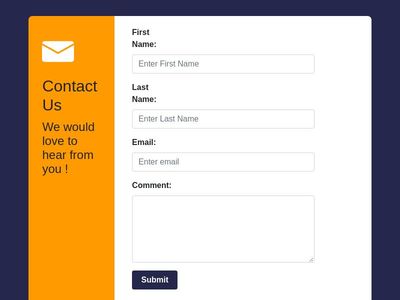 Contact
Us
We would
love to
hear from
you !
First
Name:
Enter First Name
Last
Name:
Enter Last Name
Email:
Enter email
Comment:
Submit